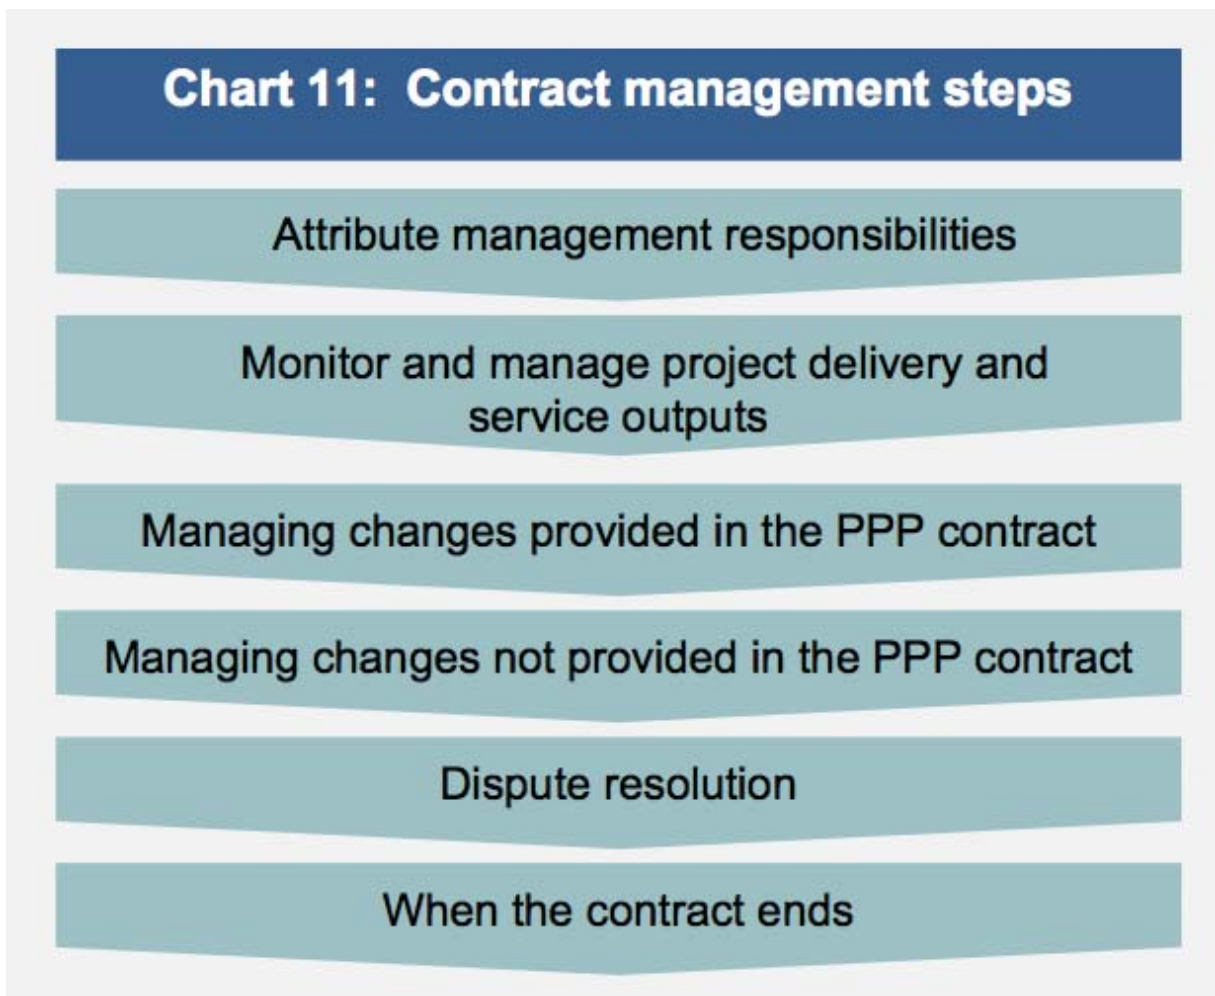 Chart 11:  Contract management steps
Attribute management responsibilities
Monitor and manage project delivery and
service outputs
Managing changes provided in the PPP contract
Managing changes not provided in the PPP contract
Dispute resolution
When the contract ends